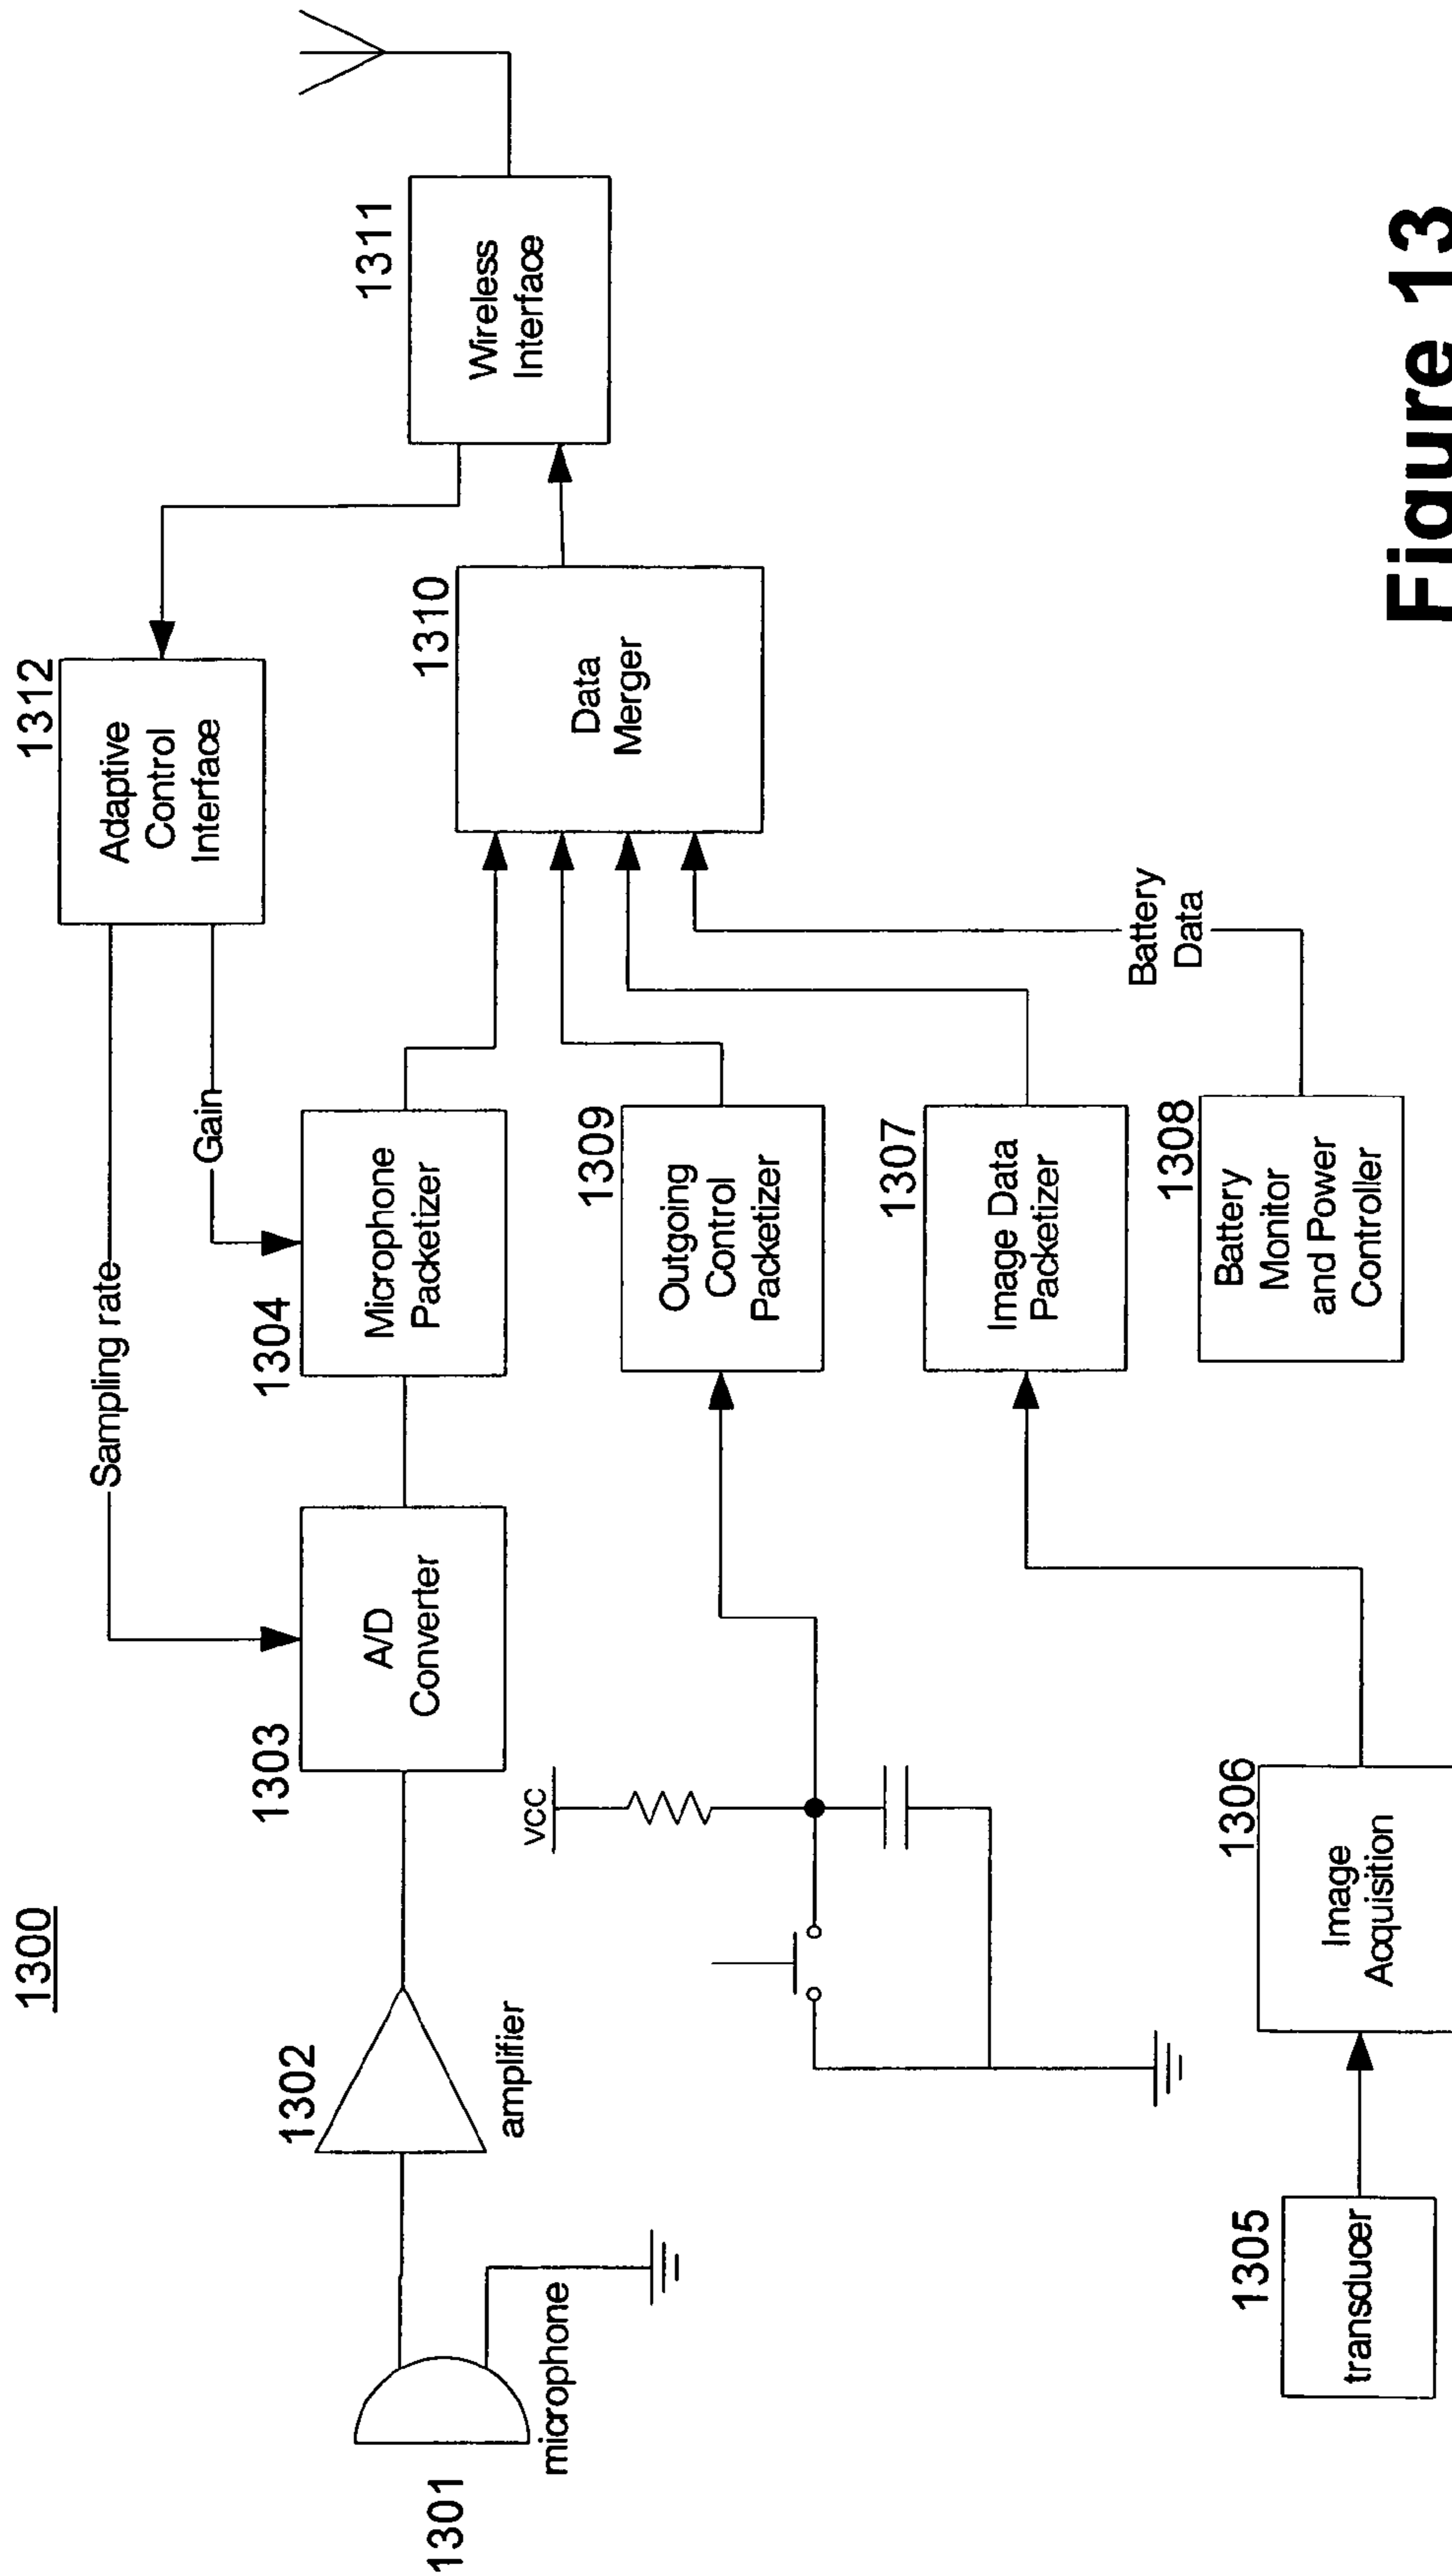 1300
1312
Adaptive
Control
Interface
Sampling rate
Gain
1311
Wireless
Interface
1310
Data
Merger
1301
microphone
1302
amplifier
1303
A/D
Converter
1304
Microphone
Packetizer
VCC
1309
Outgoing
Control
Packetizer
1307
Image Data
Packetizer
1308
Battery
Monitor
and Power
Controller
Battery
Data
1305
transducer
1306
Image
Acquisition
Figure 13